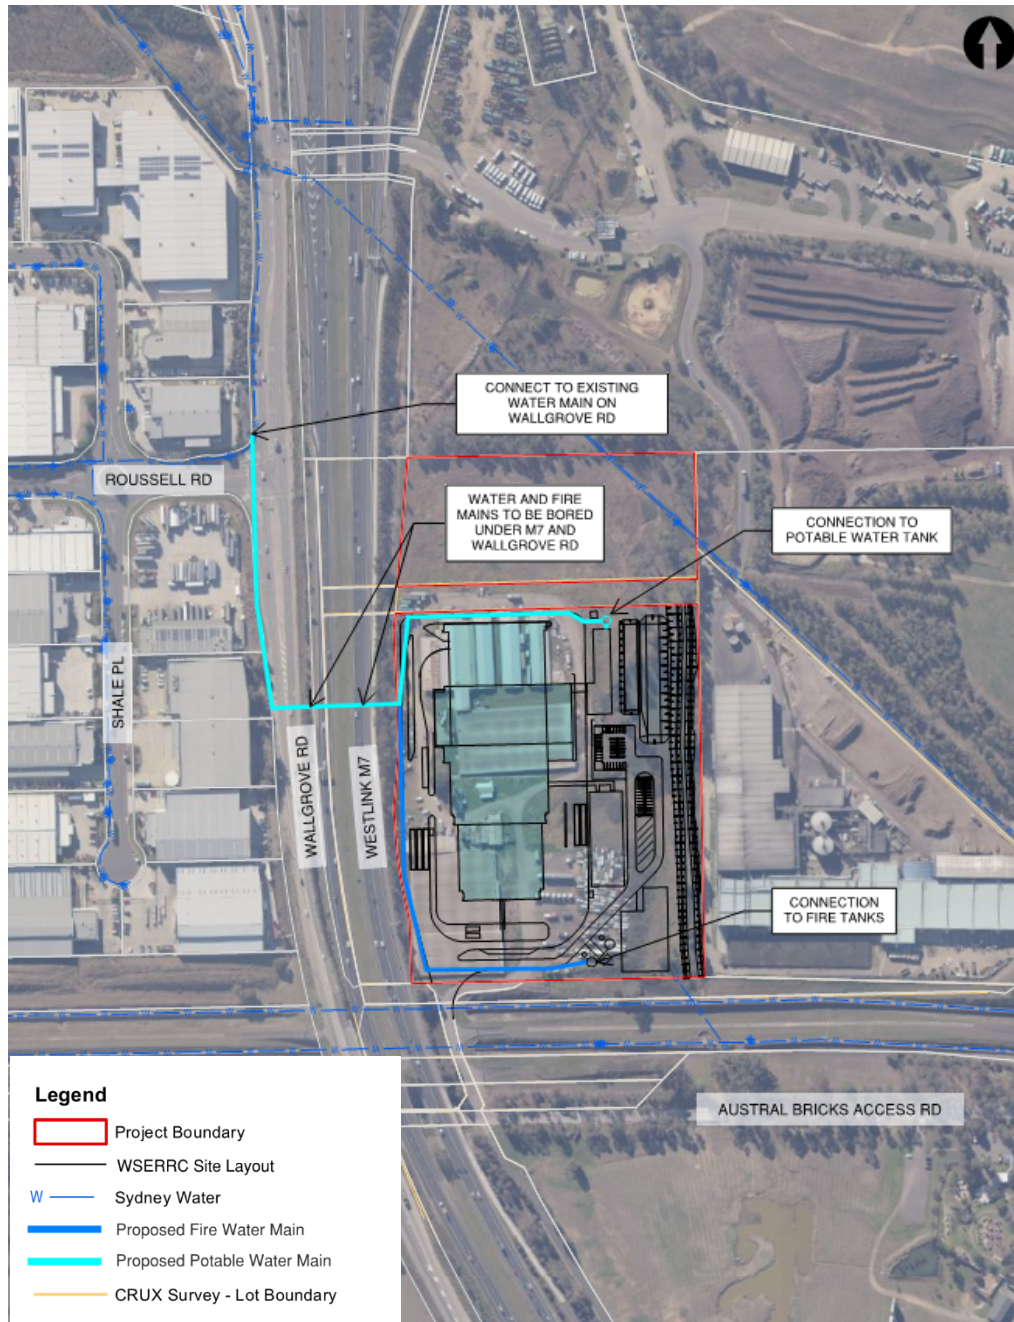 CONNECT TO EXISTING
WATER MAIN ON
WALLGROVE RD
ROUSSELL RD
WATER AND FIRE
MAINS TO BE BORED
UNDER M7 AND
WALLGROVE RD
CONNECTION TO
POTABLE WATER TANK
SHALE PL
WALLGROVE RD
WESTLINK M7
CONNECTION
TO FIRE TANKS
AUSTRAL BRICKS ACCESS RD
Legend
Project Boundary
WSERRC Site Layout
W Sydney Water
Proposed Fire Water Main
Proposed Potable Water Main
CRUX Survey - Lot Boundary